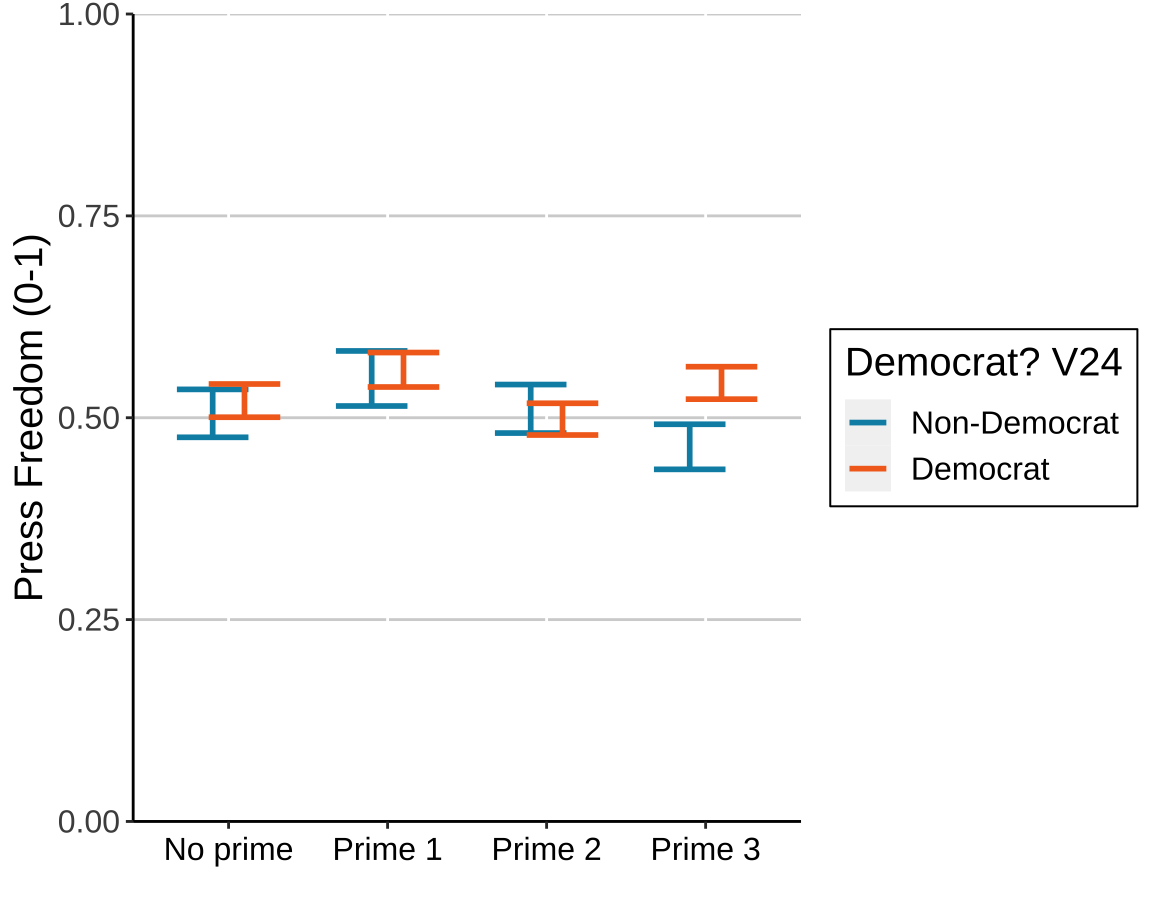 1.00
0.75
0.50
0.25
0.00
Press Freedom (0-1)
No prime
Prime 1
Prime 2
Prime 3
Democrat? V24
Non-Democrat
Democrat